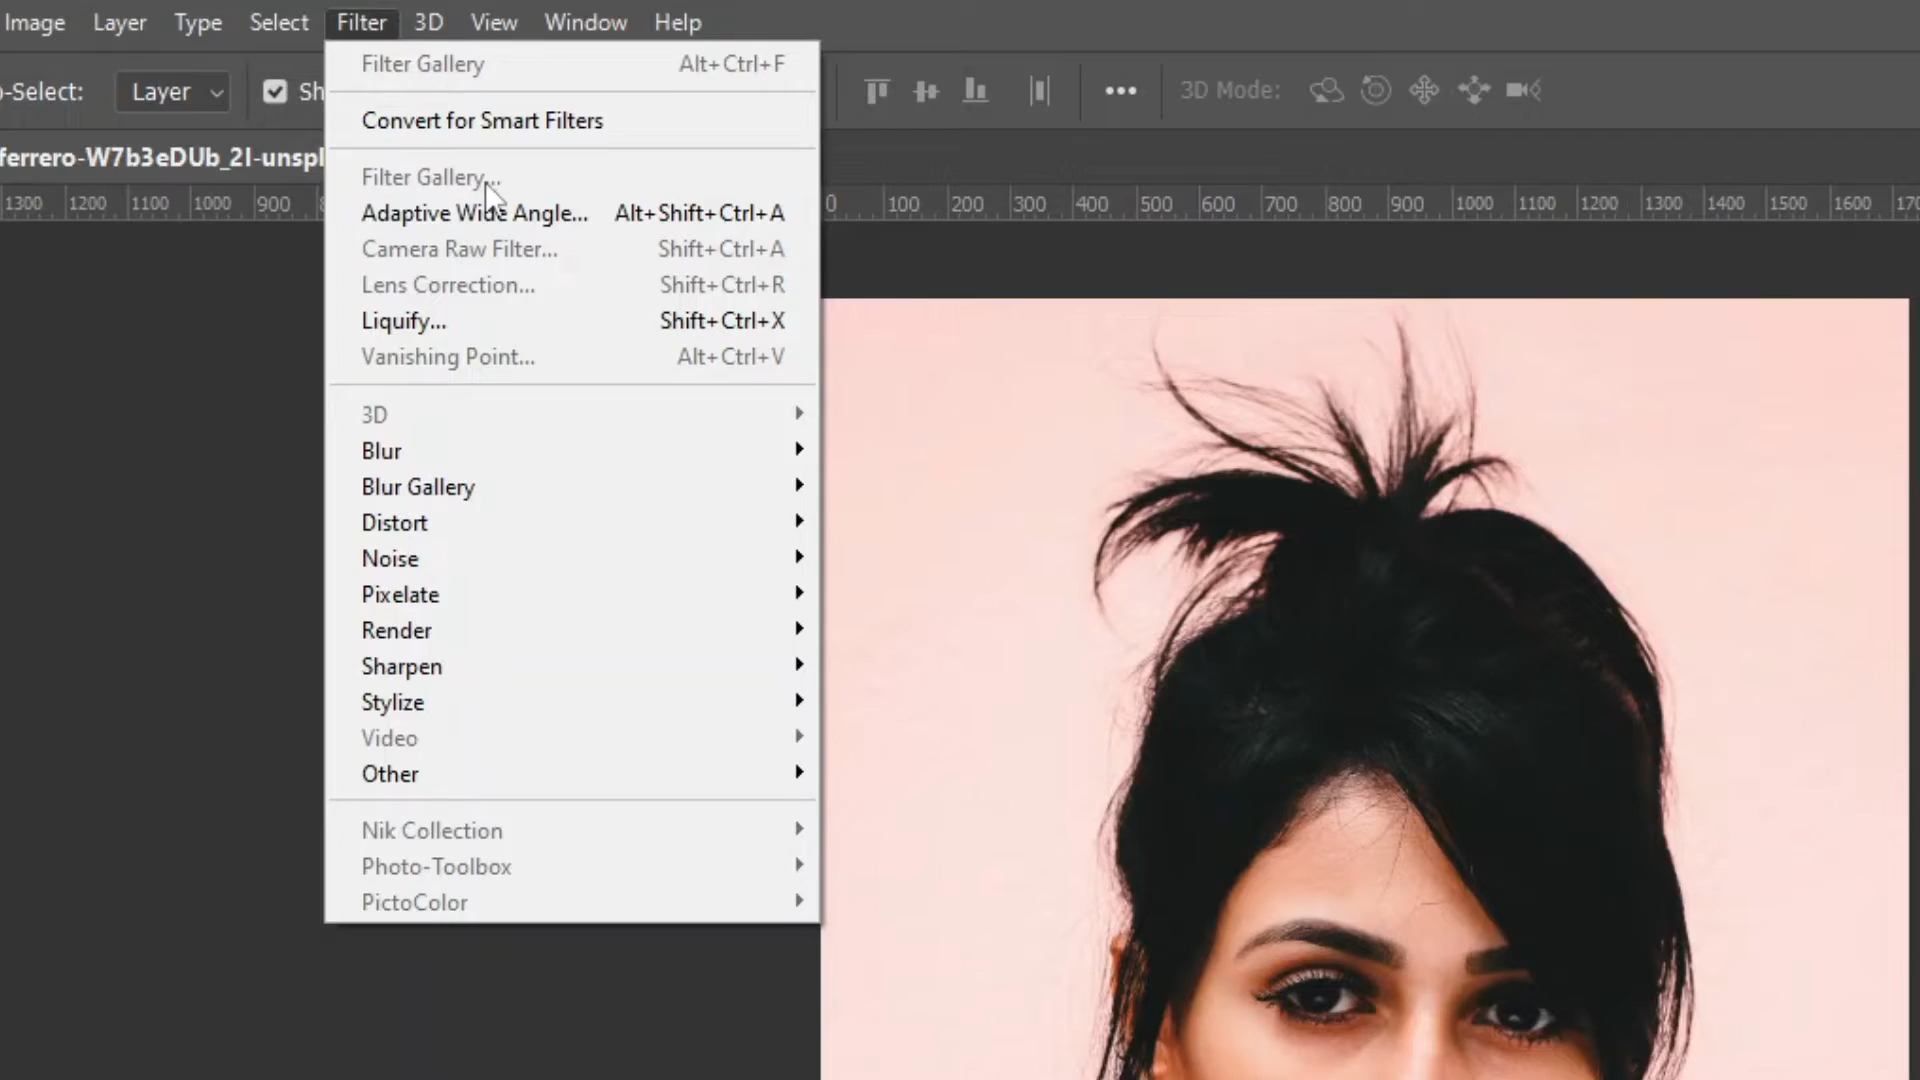 Image Layer Type Select Filter 3D View Window Help
Filter Gallery Alt+Ctrl+F
o-Select: Layer Sh 3D Mode:
Convert for Smart Filters
ferrero-W7b3eDUb_2I-unspl
Filter Gallery...
1300 1200 1100 1000 900 8 0 100 200 300 400 500 600 700 800 900 1000 1100 1200 1300 1400 1500 1600 170
Adaptive Wide Angle... Alt+Shift+Ctrl+A
Camera Raw Filter... Shift+Ctrl+A
Lens Correction... Shift+Ctrl+R
Liquify... Shift+Ctrl+X
Vanishing Point... Alt+Ctrl+V
3D
Blur
Blur Gallery
Distort
Noise
Pixelate
Render
Sharpen
Stylize
Video
Other
Nik Collection
Photo-Toolbox
PictoColor